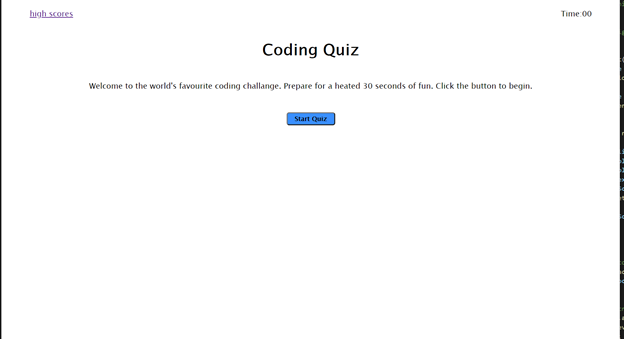 high scores
Time:00
Coding Quiz
Welcome to the world's favourite coding challange. Prepare for a heated 30 seconds of fun. Click the button to begin.
Start Quiz